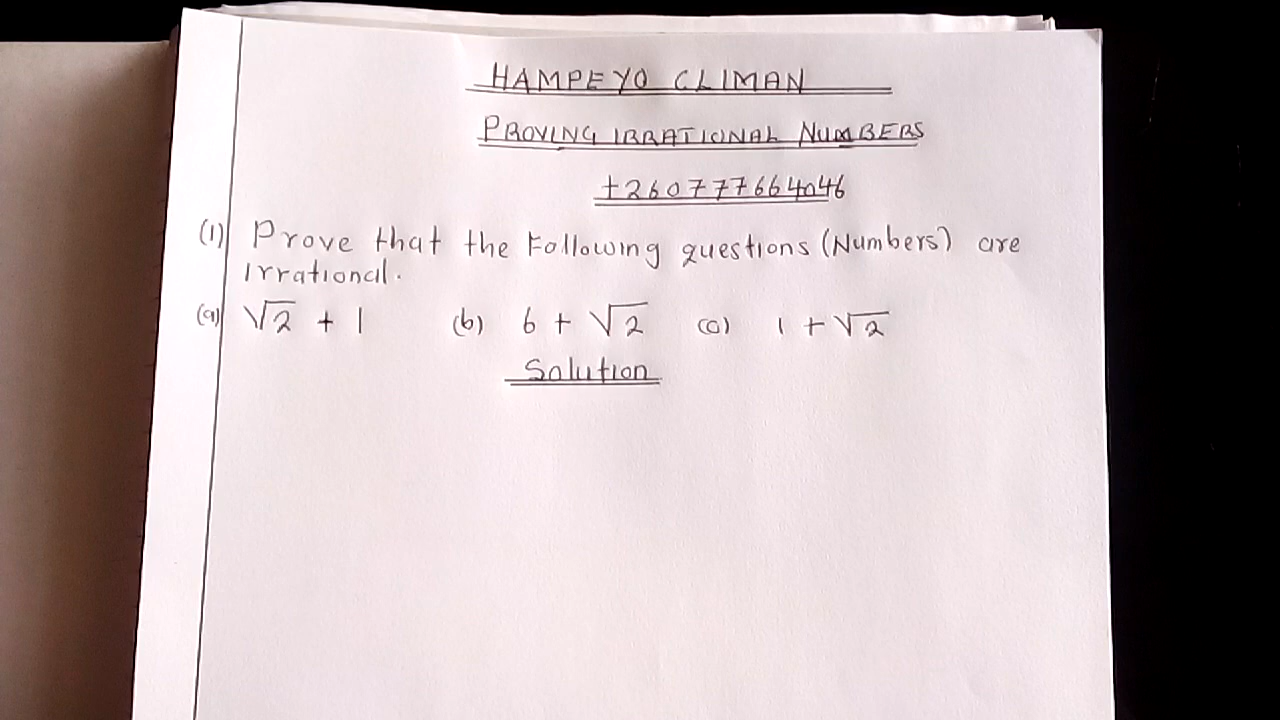 HAMPEYO CLIMAN
PROVING IRRATIONAL NUMBERS
+260777664046
(1) Prove that the Following questions (Numbers) are
Irrational.
(a) √2 + 1 (b) 6 + √2 (c) 1 + √2
Solution